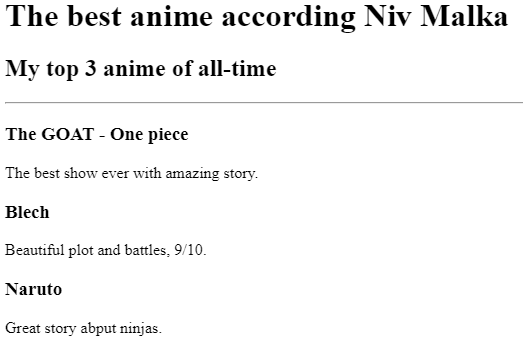 The best anime according Niv Malka
My top 3 anime of all-time
The GOAT - One piece
The best show ever with amazing story.
Blech
Beautiful plot and battles, 9/10.
Naruto
Great story abput ninjas.